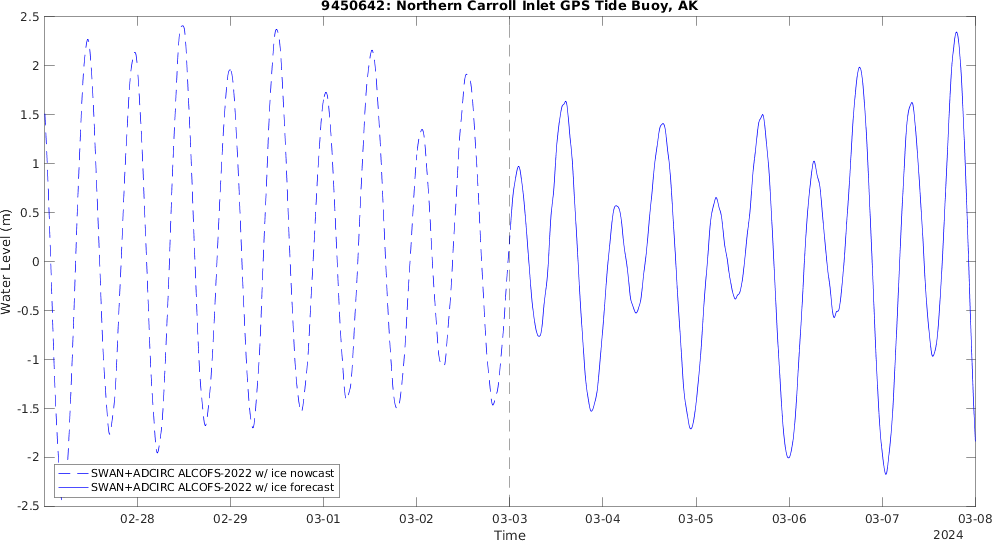 9450642: Northern Carroll Inlet GPS Tide Buoy, AK
2.5
2
1.5
1
0.5
0
-0.5
-1
-1.5
-2
-2.5
Water Level (m)
SWAN+ADCIRC ALCOFS-2022 w/ ice nowcast
SWAN+ADCIRC ALCOFS-2022 w/ ice forecast
02-28 02-29 03-01 03-02 03-03 03-04 03-05 03-06 03-07 03-08
Time
2024